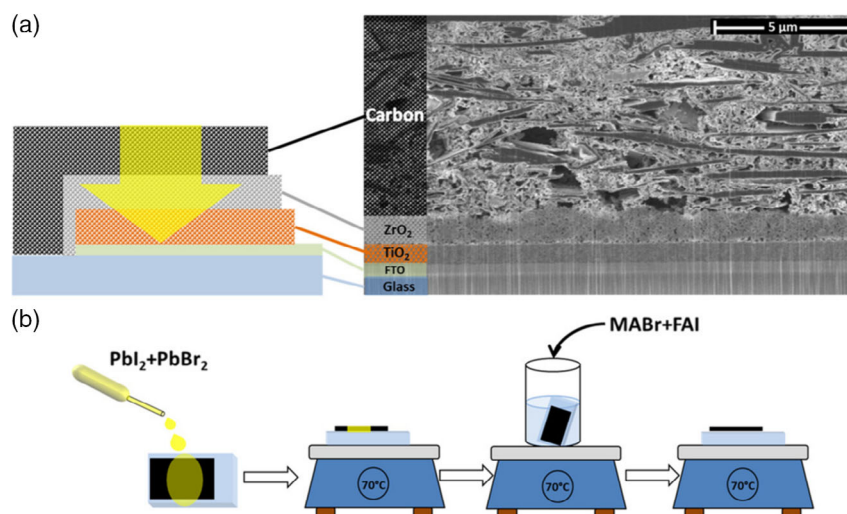 (a)
5 µm
Carbon
ZrO₂
TiO₂
FTO
Glass
(b)
MABr+FAI
PbI₂+PbBr₂
70°C
70°C
70°C